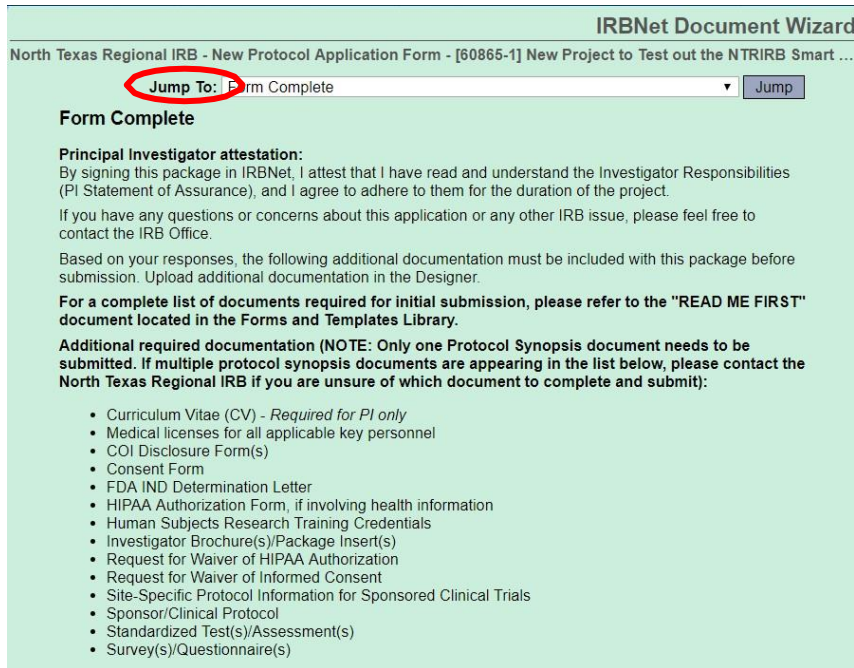 IRBNet Document Wizard
North Texas Regional IRB - New Protocol Application Form - [60865-1] New Project to Test out the NTRIRB Smart ...
Jump To: Form Complete Jump
Form Complete
Principal Investigator attestation:
By signing this package in IRBNet, I attest that I have read and understand the Investigator Responsibilities
(PI Statement of Assurance), and I agree to adhere to them for the duration of the project.
If you have any questions or concerns about this application or any other IRB issue, please feel free to
contact the IRB Office.
Based on your responses, the following additional documentation must be included with this package before
submission. Upload additional documentation in the Designer.
For a complete list of documents required for initial submission, please refer to the "READ ME FIRST"
document located in the Forms and Templates Library.
Additional required documentation (NOTE: Only one Protocol Synopsis document needs to be
submitted. If multiple protocol synopsis documents are appearing in the list below, please contact the
North Texas Regional IRB if you are unsure of which document to complete and submit):
• Curriculum Vitae (CV) - Required for PI only
• Medical licenses for all applicable key personnel
• COI Disclosure Form(s)
• Consent Form
• FDA IND Determination Letter
• HIPAA Authorization Form, if involving health information
• Human Subjects Research Training Credentials
• Investigator Brochure(s)/Package Insert(s)
• Request for Waiver of HIPAA Authorization
• Request for Waiver of Informed Consent
• Site-Specific Protocol Information for Sponsored Clinical Trials
• Sponsor/Clinical Protocol
• Standardized Test(s)/Assessment(s)
• Survey(s)/Questionnaire(s)